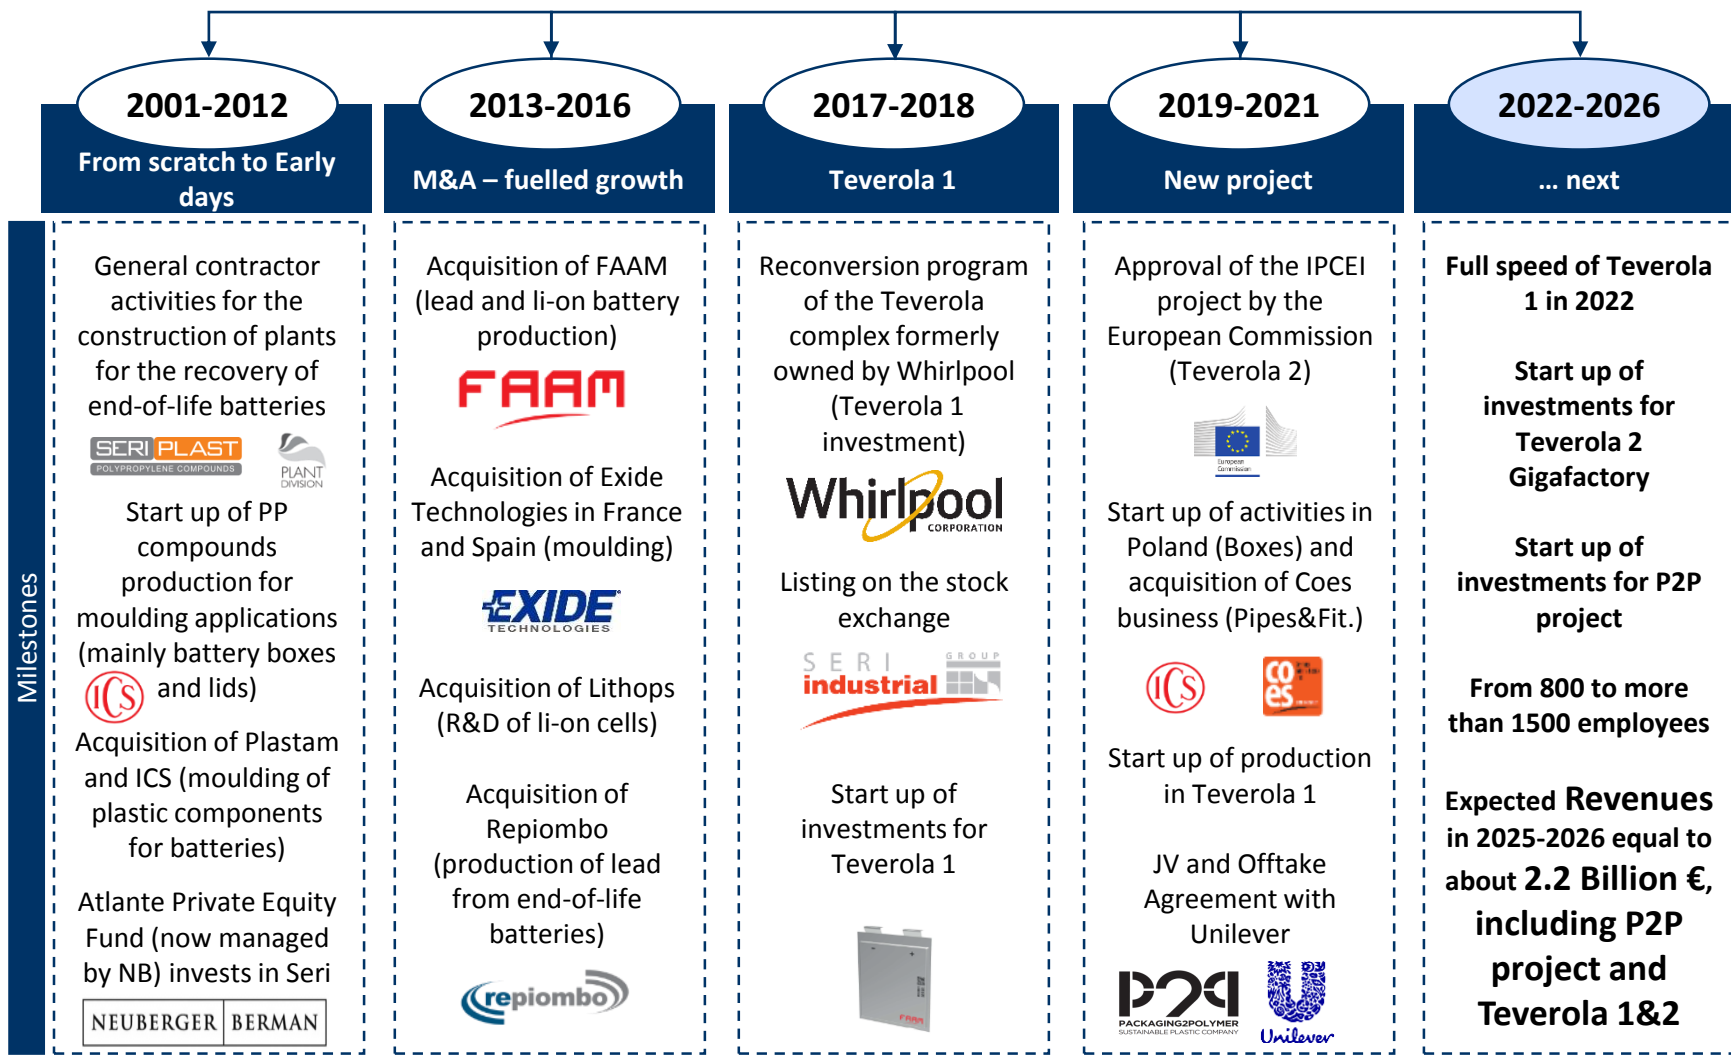 2001-2012
From scratch to Early
days
2013-2016
M&A – fuelled growth
2017-2018
Teverola 1
2019-2021
New project
2022-2026
... next
Milestones
General contractor
activities for the
construction of plants
for the recovery of
end-of-life batteries
SERI PLAST
POLYPROPYLENE COMPOUNDS
PLANT
DIVISION
Start up of PP
compounds
production for
moulding applications
(mainly battery boxes
and lids)
ICS
Acquisition of Plastam
and ICS (moulding of
plastic components
for batteries)
Atlante Private Equity
Fund (now managed
by NB) invests in Seri
NEUBERGER BERMAN
Acquisition of FAAM
(lead and li-on battery
production)
FAAM
Acquisition of Exide
Technologies in France
and Spain (moulding)
EXIDE
TECHNOLOGIES
Acquisition of Lithops
(R&D of li-on cells)
Acquisition of
Repiombo
(production of lead
from end-of-life
batteries)
repiombo
Reconversion program
of the Teverola
complex formerly
owned by Whirlpool
(Teverola 1
investment)
Whirlpool
CORPORATION
Listing on the stock
exchange
SERI GROUP
industrial
Start up of
investments for
Teverola 1
FAAM
Approval of the IPCEI
project by the
European Commission
(Teverola 2)
European
Commission
Start up of activities in
Poland (Boxes) and
acquisition of Coes
business (Pipes&Fit.)
ICS
coes
Start up of production
in Teverola 1
JV and Offtake
Agreement with
Unilever
P2P
PACKAGING2POLYMER
SUSTAINABLE PLASTIC COMPANY
Unilever
Full speed of Teverola
1 in 2022
Start up of
investments for
Teverola 2
Gigafactory
Start up of
investments for P2P
project
From 800 to more
than 1500 employees
Expected Revenues
in 2025-2026 equal to
about 2.2 Billion €,
including P2P
project and
Teverola 1&2